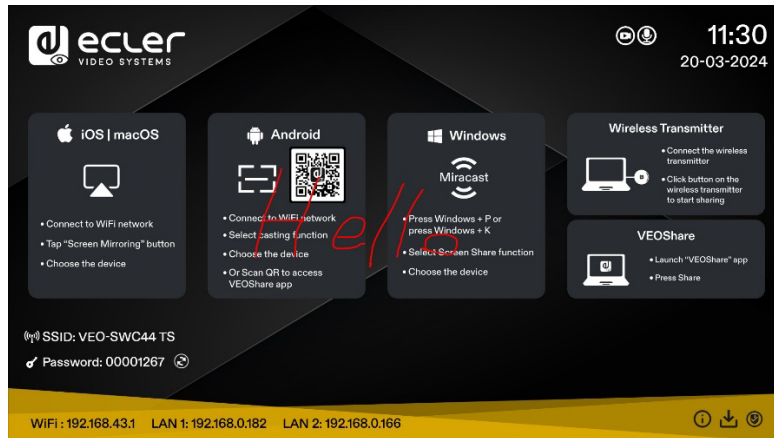 ecler
VIDEO SYSTEMS
11:30
20-03-2024
iOS | macOS
• Connect to WiFi network
• Tap “Screen Mirroring” button
• Choose the device
Android
• Connect to WiFi network
• Select casting function
• Choose the device
• Or Scan QR to access
VEOShare app
Windows
Miracast
• Press Windows + P or
press Windows + K
• Select Screen Share function
• Choose the device
Hello
Wireless Transmitter
• Connect the wireless
transmitter
• Click button on the
wireless transmitter
to start sharing
VEOShare
• Launch “VEOShare” app
• Press Share
SSID: VEO-SWC44 TS
Password: 00001267
WiFi : 192.168.43.1 LAN 1: 192.168.0.182 LAN 2: 192.168.0.166